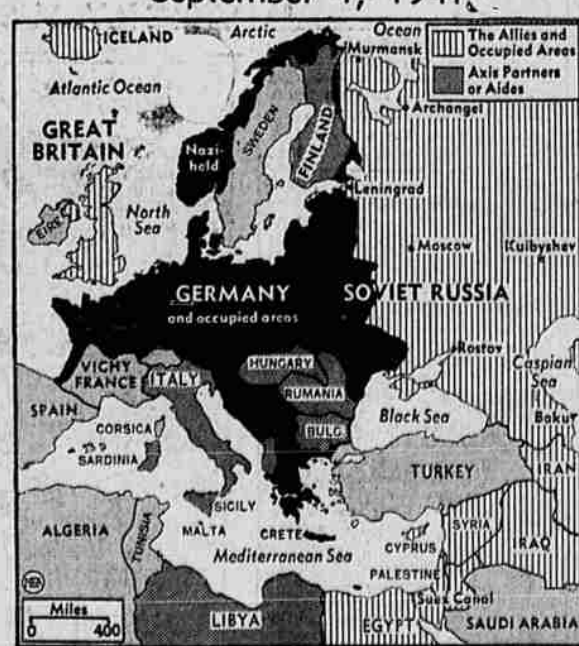 ICELAND
Arctic
Ocean
Murmansk
The Allies and
Occupied Areas
Axis Partners
or Aides
Atlantic Ocean
Archangel
GREAT
BRITAIN
Nazi-
held
SWEDEN
FINLAND
Leningrad
North
Sea
EIRE
Moscow
Kuibyshev
GERMANY
and occupied areas
SOVIET RUSSIA
VICHY
FRANCE
ITALY
HUNGARY
Rostov
Caspian
Sea
RUMANIA
SPAIN
CORSICA
Black Sea
Baku
BULG.
SARDINIA
TURKEY
IRAN
SICILY
ALGERIA
TUNISIA
MALTA
CRETE
CYPRUS
SYRIA
IRAQ
Mediterranean Sea
PALESTINE
NEA
Suez Canal
Miles
0 400
LIBYA
EGYPT
SAUDI ARABIA